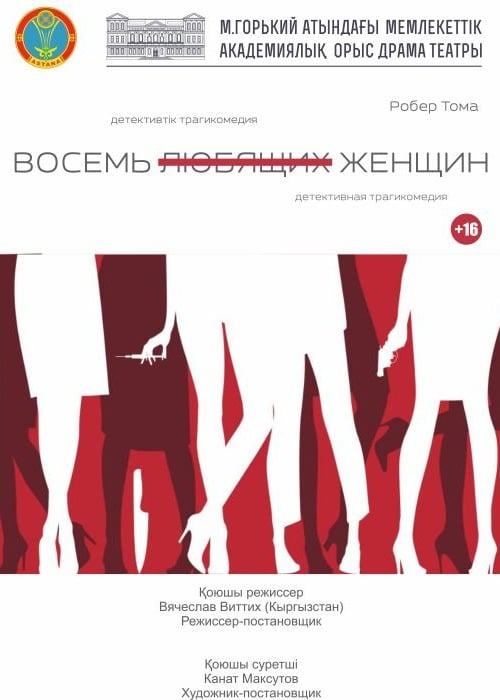 ASTANA
М.ГОРЬКИЙ АТЫНДАҒЫ МЕМЛЕКЕТТІК
АКАДЕМИЯЛЫҚ ОРЫС ДРАМА ТЕАТРЫ
Робер Тома
детективтік трагикомедия
ВОСЕМЬ ЛЮБЯЩИХ ЖЕНЩИН
детективная трагикомедия
+16
Қоюшы режиссер
Вячеслав Виттих (Кыргызстан)
Режиссер-постановщик
Қоюшы суретші
Канат Максутов
Художник-постановщик